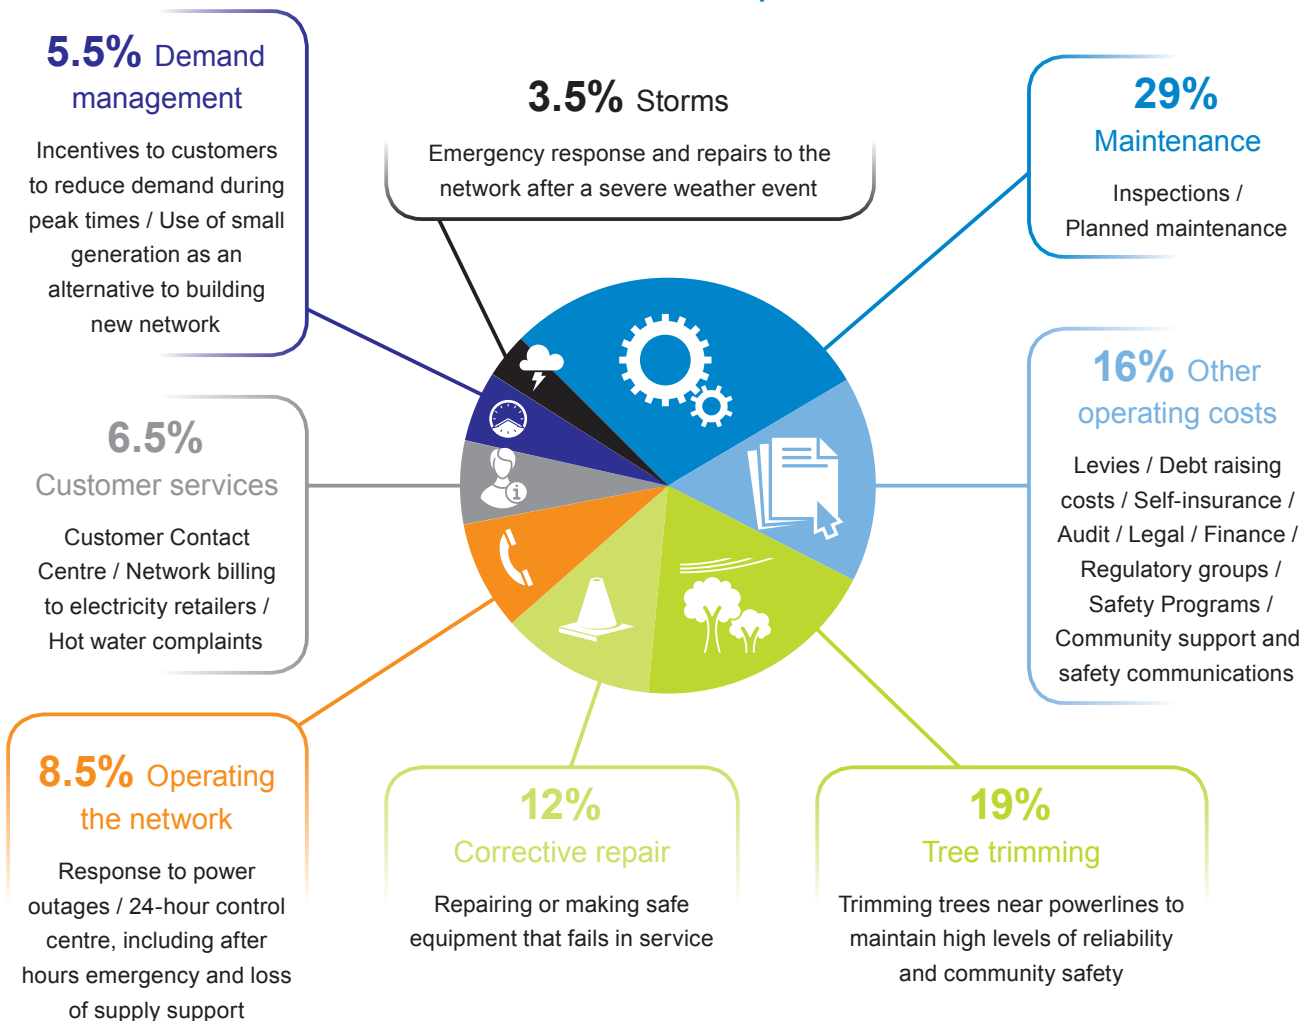 5.5% Demand
management
Incentives to customers
to reduce demand during
peak times / Use of small
generation as an
alternative to building
new network
3.5% Storms
Emergency response and repairs to the
network after a severe weather event
29%
Maintenance
Inspections /
Planned maintenance
16% Other
operating costs
Levies / Debt raising
costs / Self-insurance /
Audit / Legal / Finance /
Regulatory groups /
Safety Programs /
Community support and
safety communications
6.5%
Customer services
Customer Contact
Centre / Network billing
to electricity retailers /
Hot water complaints
8.5% Operating
the network
Response to power
outages / 24-hour control
centre, including after
hours emergency and loss
of supply support
12%
Corrective repair
Repairing or making safe
equipment that fails in service
19%
Tree trimming
Trimming trees near powerlines to
maintain high levels of reliability
and community safety